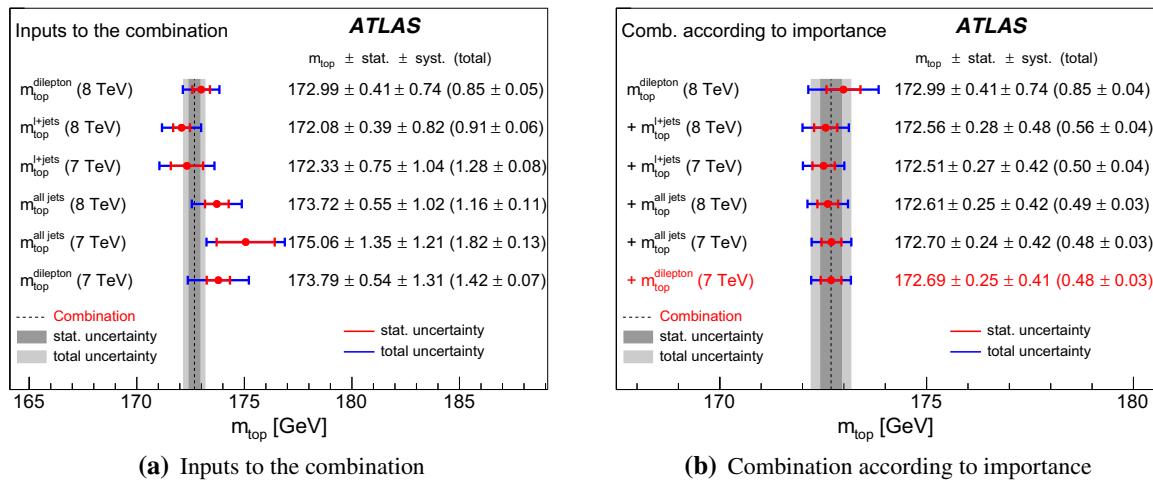 Inputs to the combination ATLAS
m_top ± stat. ± syst. (total)
m_top^dilepton (8 TeV) 172.99 ± 0.41 ± 0.74 (0.85 ± 0.05)
m_top^l+jets (8 TeV) 172.08 ± 0.39 ± 0.82 (0.91 ± 0.06)
m_top^l+jets (7 TeV) 172.33 ± 0.75 ± 1.04 (1.28 ± 0.08)
m_top^all jets (8 TeV) 173.72 ± 0.55 ± 1.02 (1.16 ± 0.11)
m_top^all jets (7 TeV) 175.06 ± 1.35 ± 1.21 (1.82 ± 0.13)
m_top^dilepton (7 TeV) 173.79 ± 0.54 ± 1.31 (1.42 ± 0.07)
Combination
stat. uncertainty stat. uncertainty
total uncertainty total uncertainty
165 170 175 180 185
m_top [GeV]
(a) Inputs to the combination
Comb. according to importance ATLAS
m_top ± stat. ± syst. (total)
m_top^dilepton (8 TeV) 172.99 ± 0.41 ± 0.74 (0.85 ± 0.04)
+ m_top^l+jets (8 TeV) 172.56 ± 0.28 ± 0.48 (0.56 ± 0.04)
+ m_top^l+jets (7 TeV) 172.51 ± 0.27 ± 0.42 (0.50 ± 0.04)
+ m_top^all jets (8 TeV) 172.61 ± 0.25 ± 0.42 (0.49 ± 0.03)
+ m_top^all jets (7 TeV) 172.70 ± 0.24 ± 0.42 (0.48 ± 0.03)
+ m_top^dilepton (7 TeV) 172.69 ± 0.25 ± 0.41 (0.48 ± 0.03)
Combination
stat. uncertainty stat. uncertainty
total uncertainty total uncertainty
170 175 180
m_top [GeV]
(b) Combination according to importance